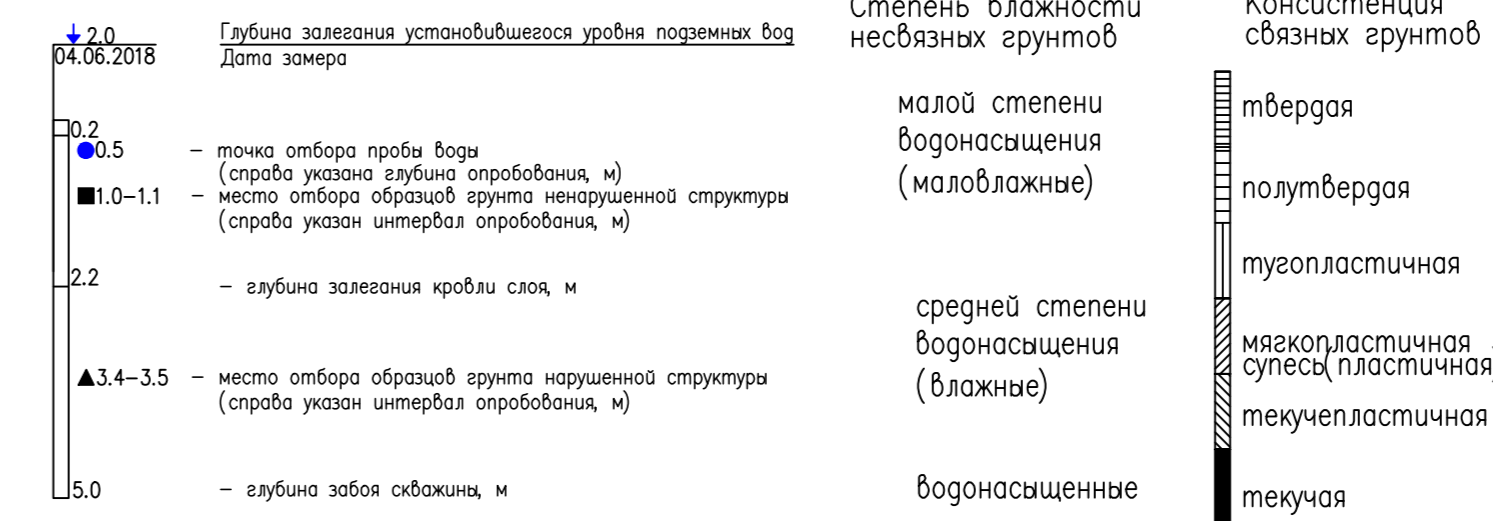 2.0
Глубина залегания установившегося уровня подземных вод
04.06.2018
Дата замера
0.2
0.5 – точка отбора пробы воды
(справа указана глубина опробования, м)
1.0–1.1 – место отбора образцов грунта ненарушенной структуры
(справа указан интервал опробования, м)
2.2 – глубина залегания кровли слоя, м
3.4–3.5 – место отбора образцов грунта нарушенной структуры
(справа указан интервал опробования, м)
5.0 – глубина забоя скважины, м
Степень влажности
несвязных грунтов
малой степени
водонасыщения
(маловлажные)
средней степени
водонасыщения
(влажные)
водонасыщенные
Консистенция
связных грунтов
твердая
полутвердая
тугопластичная
мягкопластичная
супесь(пластичная)
текучепластичная
текучая